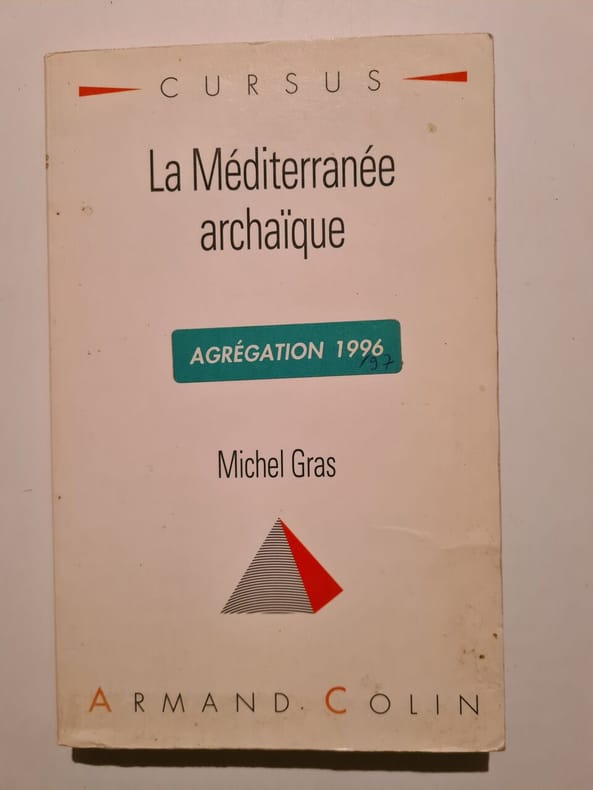 CURSUS
La Méditerranée
archaïque
AGRÉGATION 1996
/97
Michel Gras
ARMAND COLIN